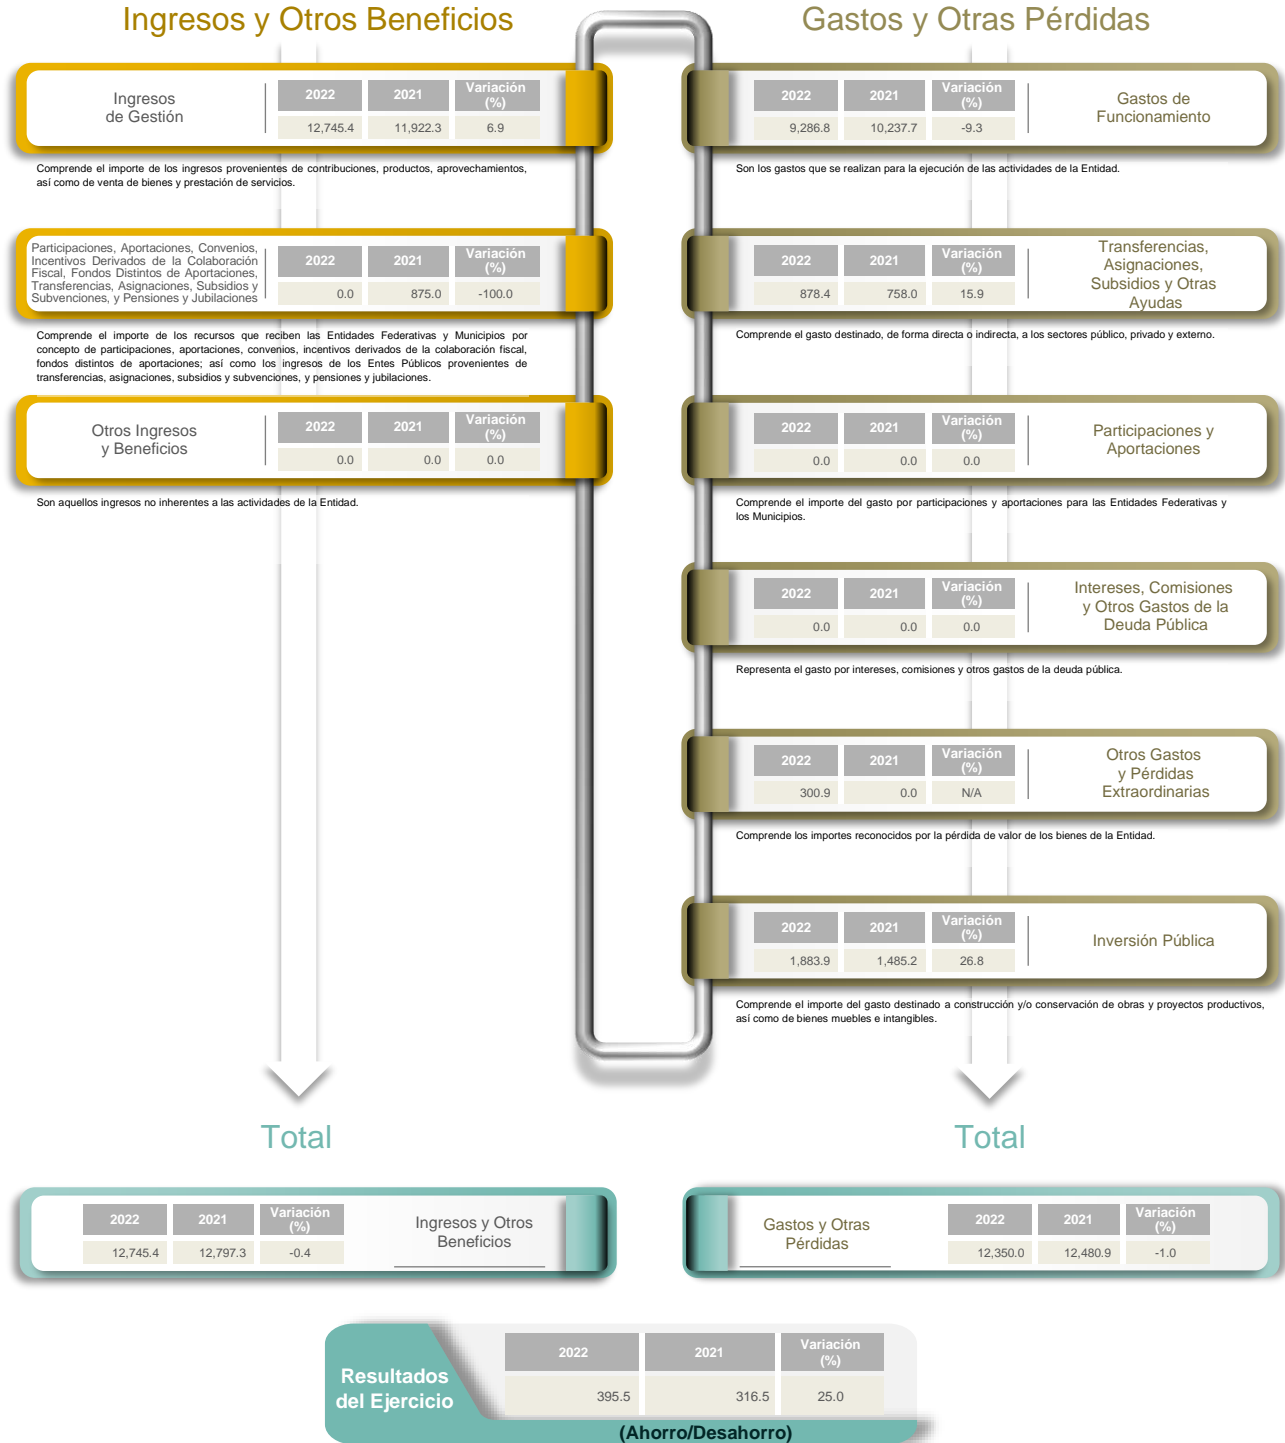 Ingresos y Otros Beneficios
Ingresos
de Gestión
2022 2021 Variación (%)
12,745.4 11,922.3 6.9
Comprende el importe de los ingresos provenientes de contribuciones, productos, aprovechamientos,
así como de venta de bienes y prestación de servicios.
Participaciones, Aportaciones, Convenios,
Incentivos Derivados de la Colaboración
Fiscal, Fondos Distintos de Aportaciones,
Transferencias, Asignaciones, Subsidios y
Subvenciones, y Pensiones y Jubilaciones
2022 2021 Variación (%)
0.0 875.0 -100.0
Comprende el importe de los recursos que reciben las Entidades Federativas y Municipios por
concepto de participaciones, aportaciones, convenios, incentivos derivados de la colaboración fiscal,
fondos distintos de aportaciones; así como los ingresos de los Entes Públicos provenientes de
transferencias, asignaciones, subsidios y subvenciones, y pensiones y jubilaciones.
Otros Ingresos
y Beneficios
2022 2021 Variación (%)
0.0 0.0 0.0
Son aquellos ingresos no inherentes a las actividades de la Entidad.
Gastos y Otras Pérdidas
2022 2021 Variación (%)
9,286.8 10,237.7 -9.3
Gastos de
Funcionamiento
Son los gastos que se realizan para la ejecución de las actividades de la Entidad.
2022 2021 Variación (%)
878.4 758.0 15.9
Transferencias,
Asignaciones,
Subsidios y Otras
Ayudas
Comprende el gasto destinado, de forma directa o indirecta, a los sectores público, privado y externo.
2022 2021 Variación (%)
0.0 0.0 0.0
Participaciones y
Aportaciones
Comprende el importe del gasto por participaciones y aportaciones para las Entidades Federativas y
los Municipios.
2022 2021 Variación (%)
0.0 0.0 0.0
Intereses, Comisiones
y Otros Gastos de la
Deuda Pública
Representa el gasto por intereses, comisiones y otros gastos de la deuda pública.
2022 2021 Variación (%)
300.9 0.0 N/A
Otros Gastos
y Pérdidas
Extraordinarias
Comprende los importes reconocidos por la pérdida de valor de los bienes de la Entidad.
2022 2021 Variación (%)
1,883.9 1,485.2 26.8
Inversión Pública
Comprende el importe del gasto destinado a construcción y/o conservación de obras y proyectos productivos,
así como de bienes muebles e intangibles.
Total
2022 2021 Variación (%)
12,745.4 12,797.3 -0.4
Ingresos y Otros
Beneficios
Total
Gastos y Otras
Pérdidas
2022 2021 Variación (%)
12,350.0 12,480.9 -1.0
Resultados
del Ejercicio
2022 2021 Variación (%)
395.5 316.5 25.0
(Ahorro/Desahorro)